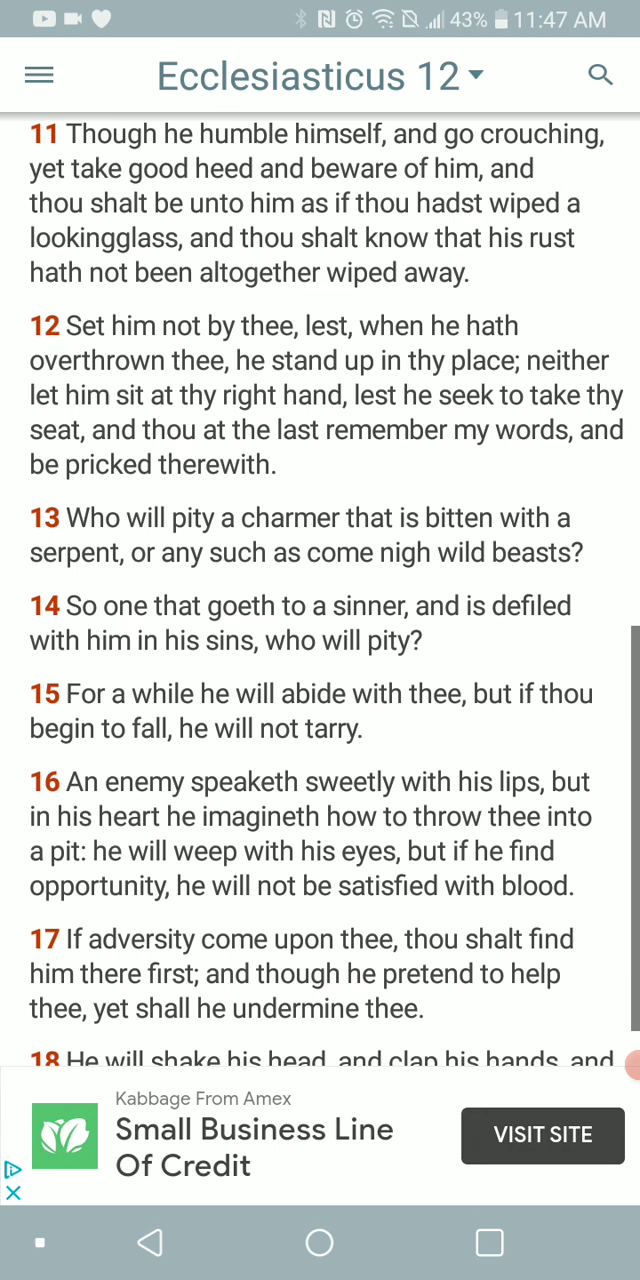 43% 11:47 AM
Ecclesiasticus 12
11 Though he humble himself, and go crouching,
yet take good heed and beware of him, and
thou shalt be unto him as if thou hadst wiped a
lookingglass, and thou shalt know that his rust
hath not been altogether wiped away.
12 Set him not by thee, lest, when he hath
overthrown thee, he stand up in thy place; neither
let him sit at thy right hand, lest he seek to take thy
seat, and thou at the last remember my words, and
be pricked therewith.
13 Who will pity a charmer that is bitten with a
serpent, or any such as come nigh wild beasts?
14 So one that goeth to a sinner, and is defiled
with him in his sins, who will pity?
15 For a while he will abide with thee, but if thou
begin to fall, he will not tarry.
16 An enemy speaketh sweetly with his lips, but
in his heart he imagineth how to throw thee into
a pit: he will weep with his eyes, but if he find
opportunity, he will not be satisfied with blood.
17 If adversity come upon thee, thou shalt find
him there first; and though he pretend to help
thee, yet shall he undermine thee.
18 He will shake his head, and clap his hands, and
Kabbage From Amex
Small Business Line
Of Credit
VISIT SITE